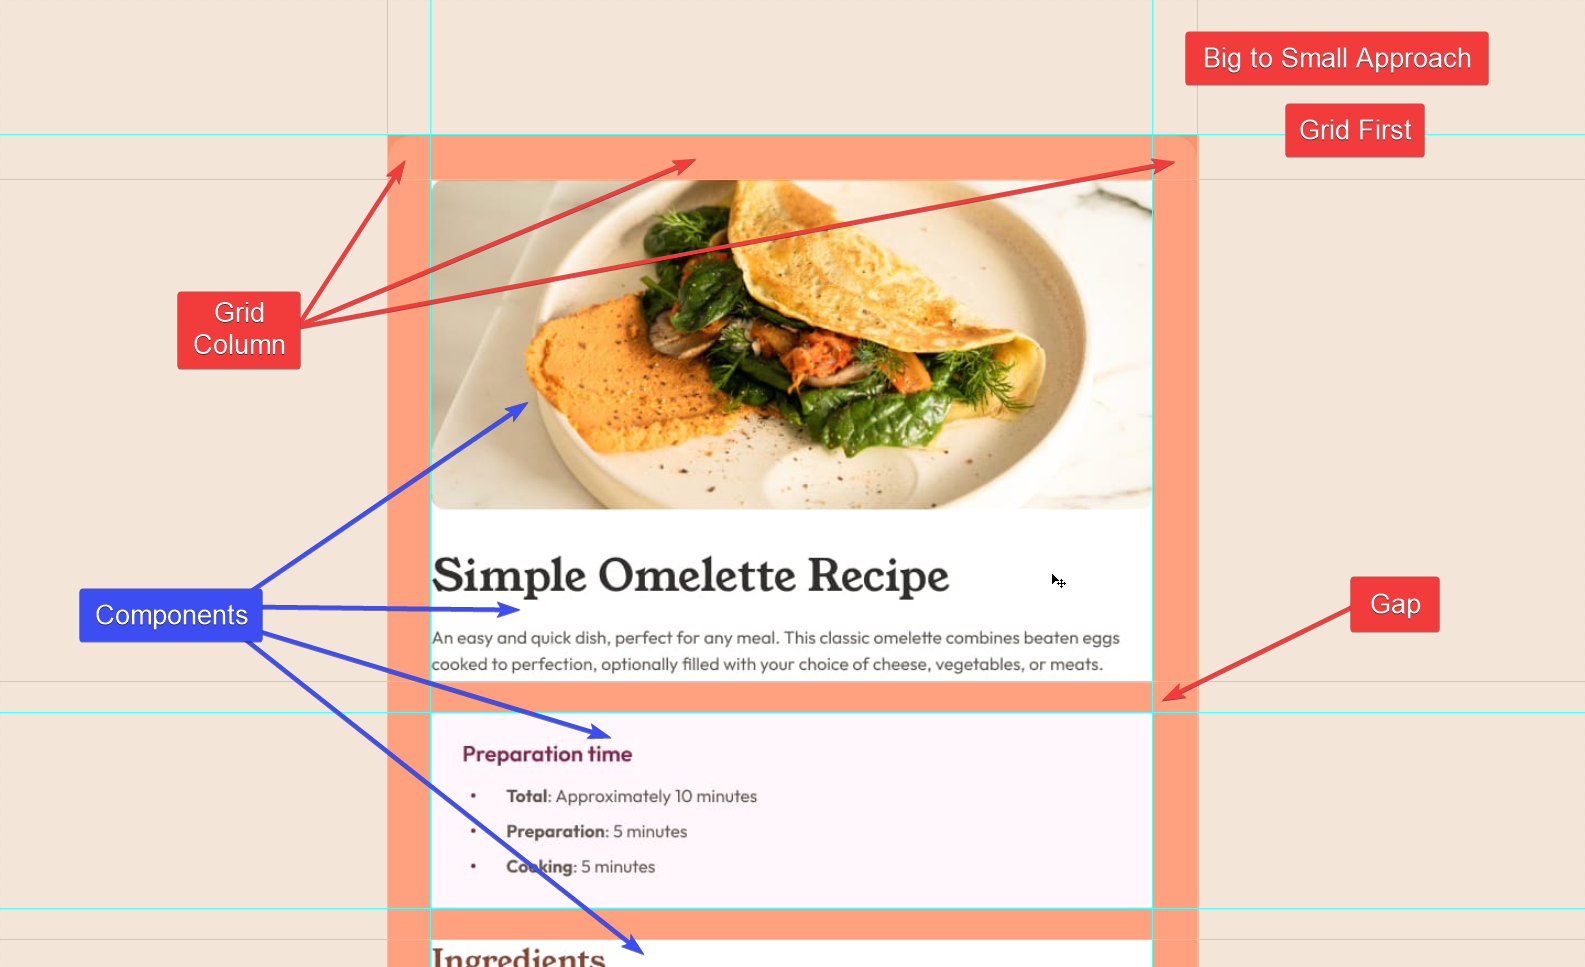 Big to Small Approach
Grid First
Grid
Column
Components
Gap
Simple Omelette Recipe
An easy and quick dish, perfect for any meal. This classic omelette combines beaten eggs
cooked to perfection, optionally filled with your choice of cheese, vegetables, or meats.
Preparation time
• Total: Approximately 10 minutes
• Preparation: 5 minutes
• Cooking: 5 minutes
Ingredients